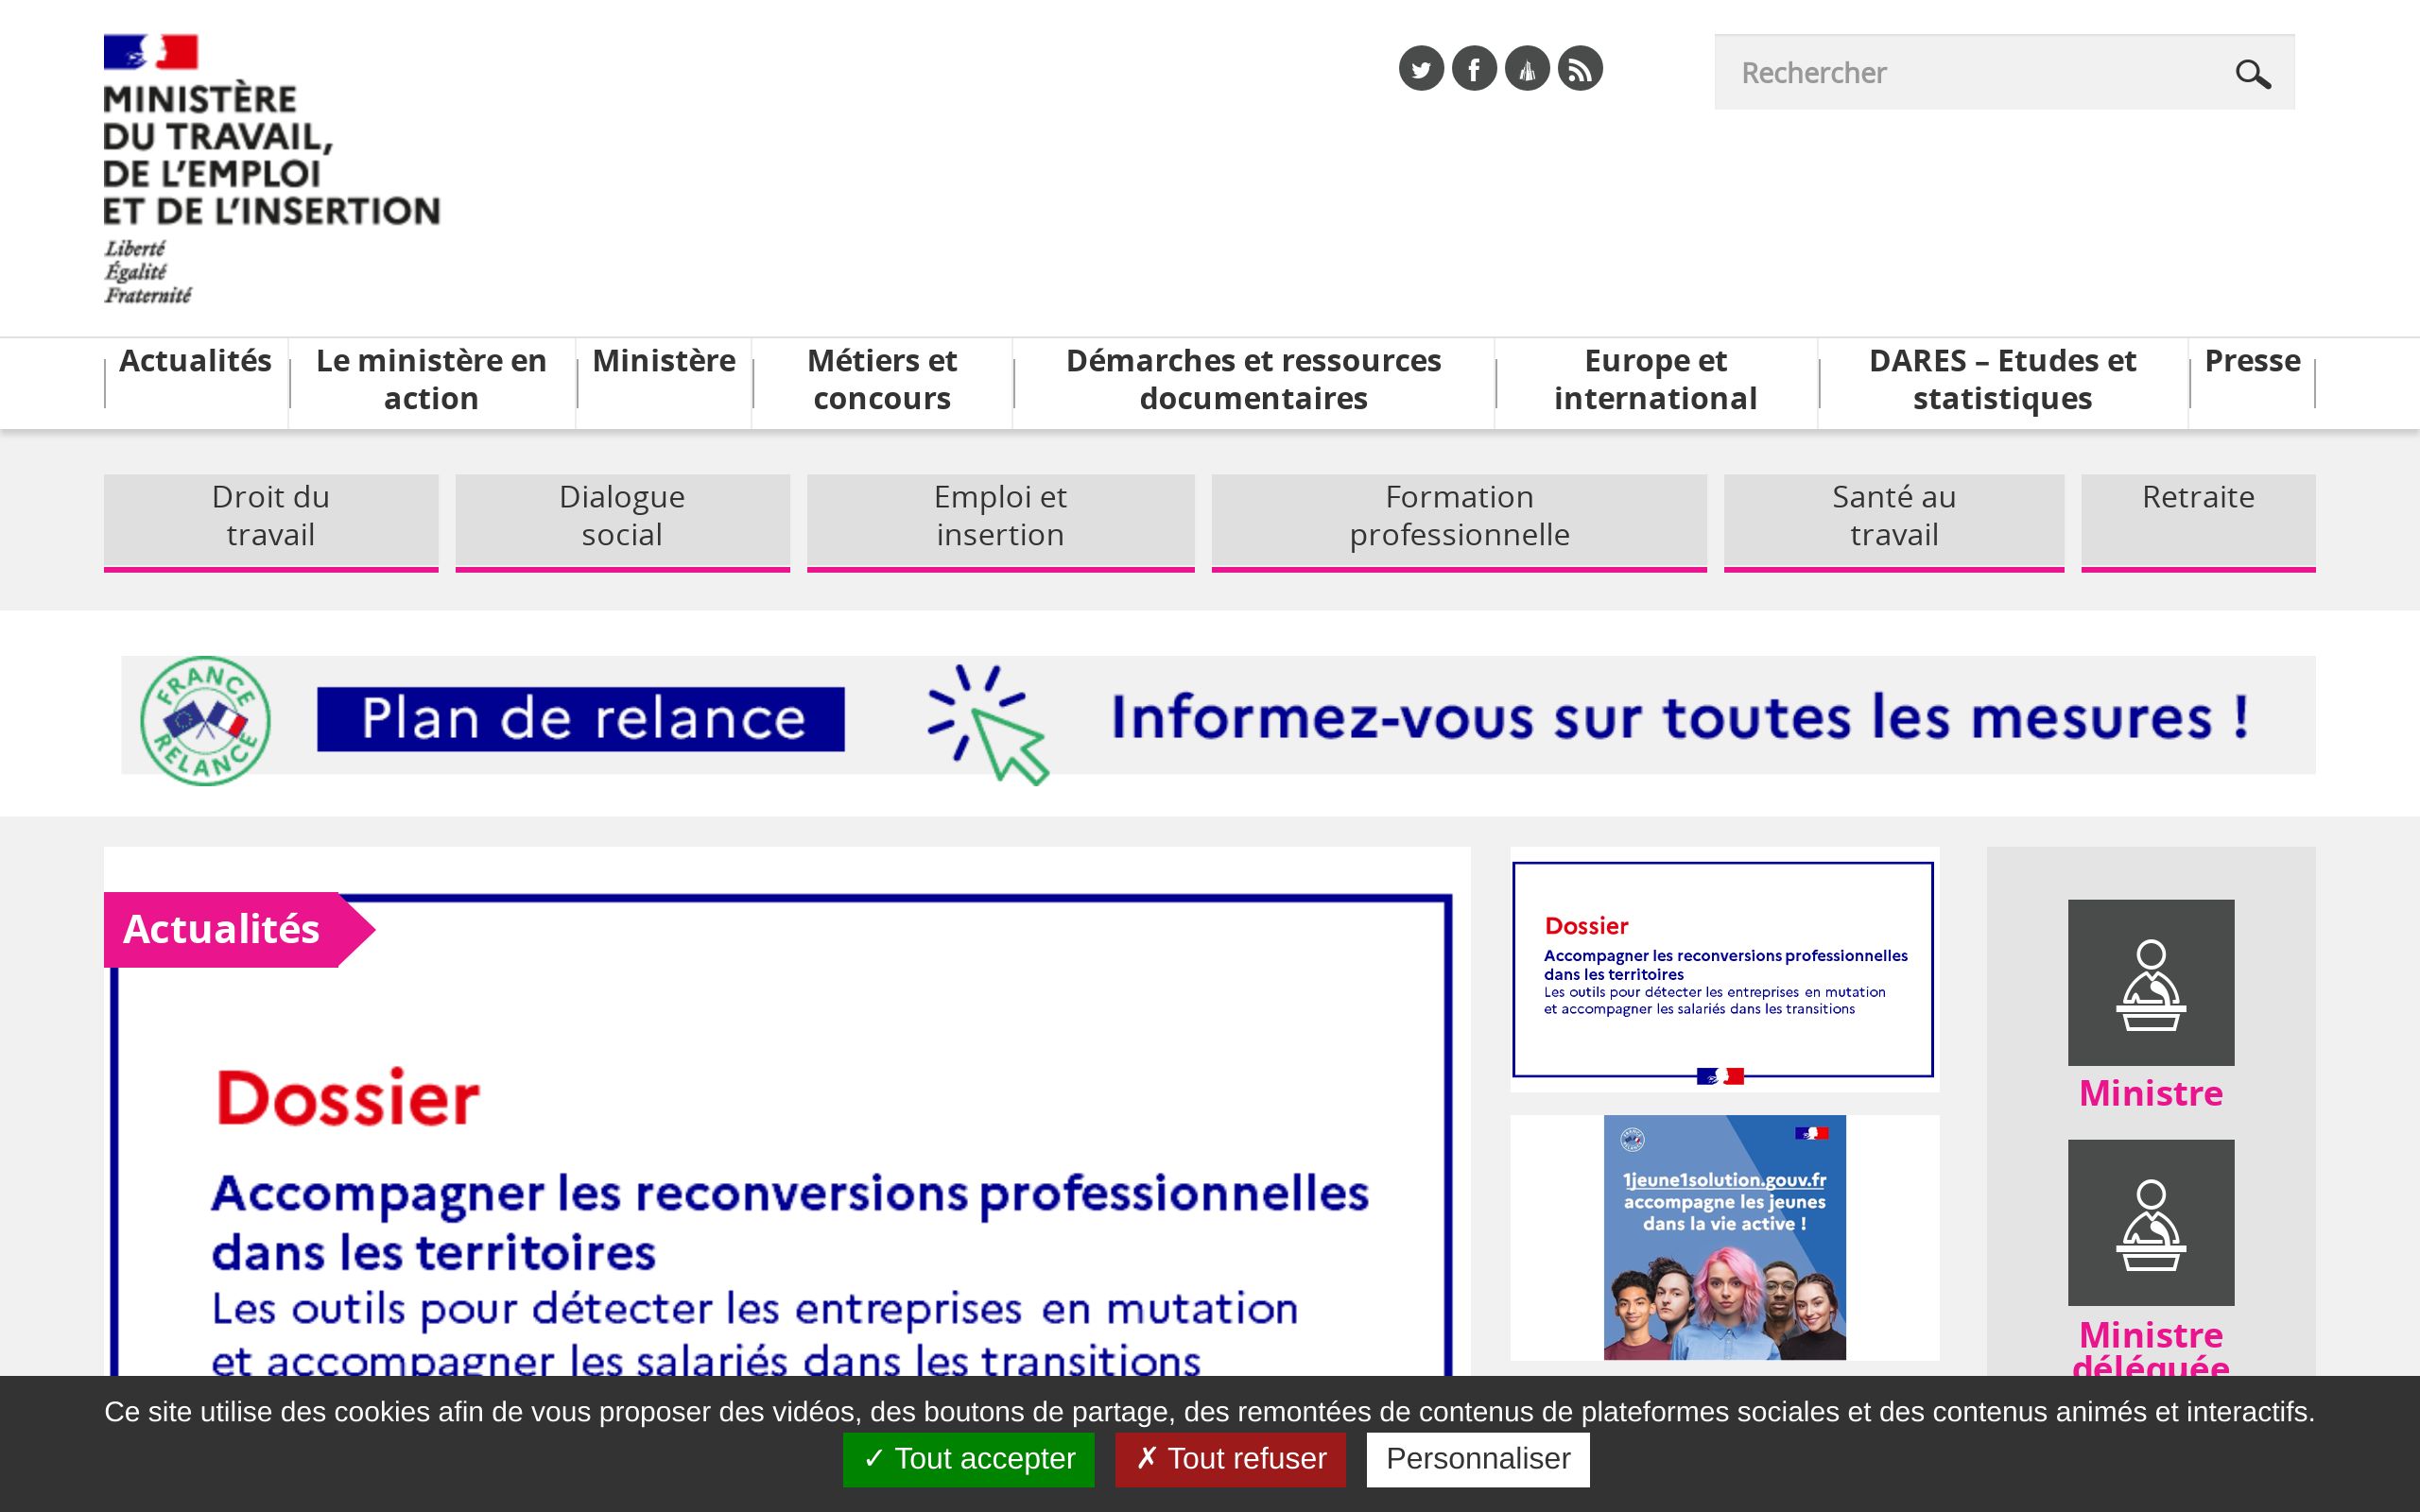 MINISTÈRE
DU TRAVAIL,
DE L'EMPLOI
ET DE L'INSERTION
Liberté
Égalité
Fraternité
Rechercher
Actualités
Le ministère en
action
Ministère
Métiers et
concours
Démarches et ressources
documentaires
Europe et
international
DARES – Etudes et
statistiques
Presse
Droit du
travail
Dialogue
social
Emploi et
insertion
Formation
professionnelle
Santé au
travail
Retraite
FRANCE
RELANCE
Plan de relance
Informez-vous sur toutes les mesures !
Actualités
Dossier
Accompagner les reconversions professionnelles
dans les territoires
Les outils pour détecter les entreprises en mutation
et accompagner les salariés dans les transitions
Dossier
Accompagner les reconversions professionnelles
dans les territoires
Les outils pour détecter les entreprises en mutation
et accompagner les salariés dans les transitions
FRANCE
RELANCE
1jeune1solution.gouv.fr
accompagne les jeunes
dans la vie active !
Ministre
Ministre
déléguée
Ce site utilise des cookies afin de vous proposer des vidéos, des boutons de partage, des remontées de contenus de plateformes sociales et des contenus animés et interactifs.
✓ Tout accepter
✗ Tout refuser
Personnaliser